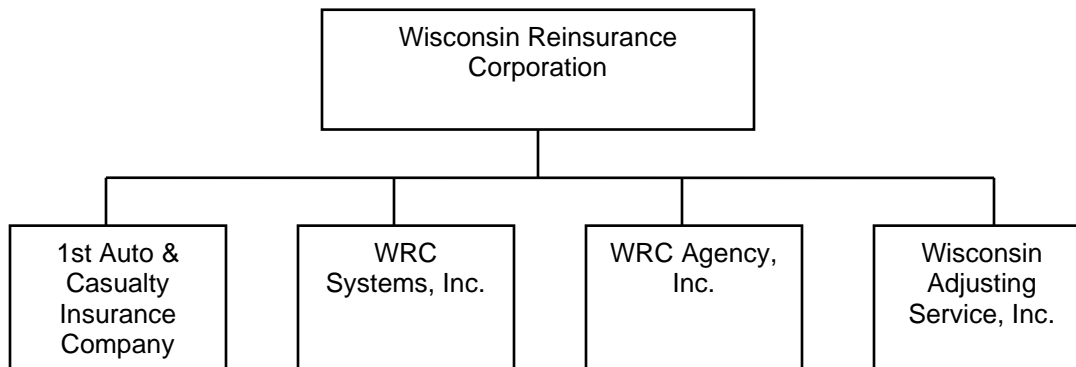 Wisconsin Reinsurance
Corporation
1st Auto &
Casualty
Insurance
Company
WRC
Systems, Inc.
WRC Agency,
Inc.
Wisconsin
Adjusting
Service, Inc.